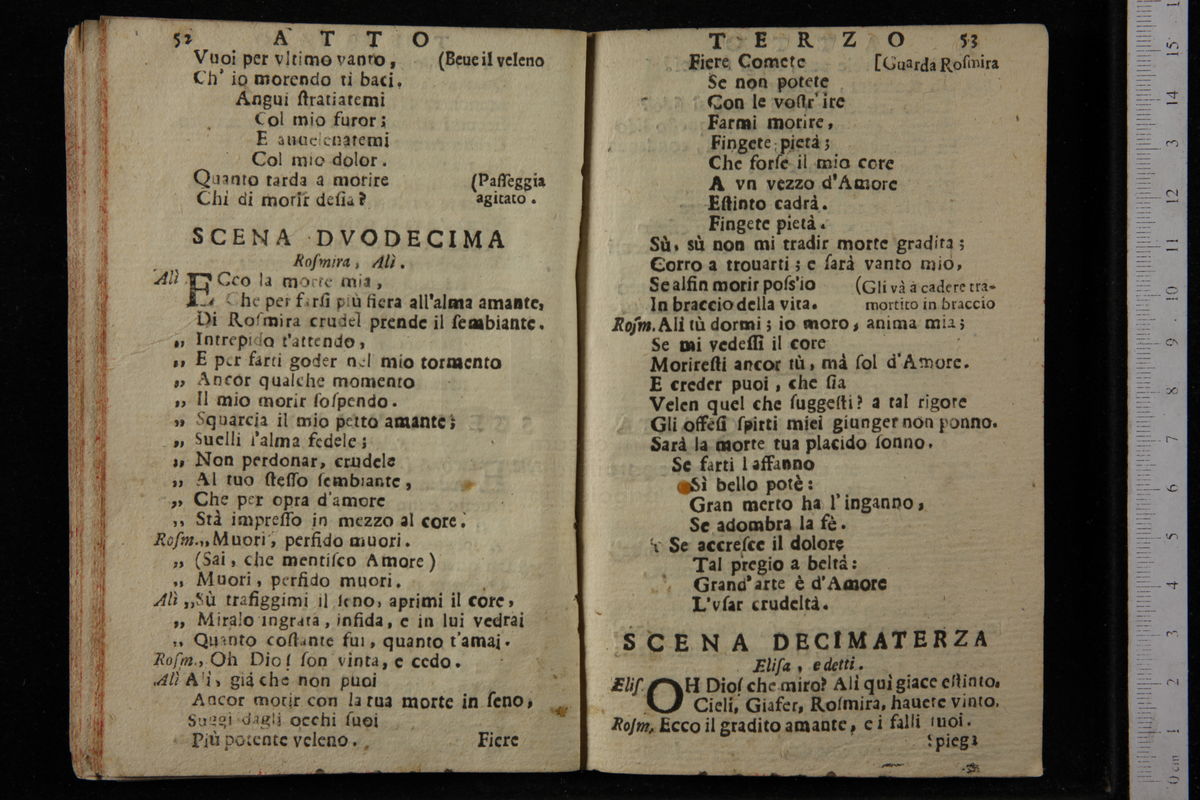 52 ATTO
Vuoi per vltimo vanto, (Beue il veleno
Ch' io morendo ti baci.
Angui ſtratiatemi
Col mio furor;
E auuelenatemi
Col mio dolor.
Quanto tarda a morire (Paſſeggia
Chi di morir deſia? agitato.
SCENA DVODECIMA
Roſmira, Alì.
Alì ECco la morte mia,
Che per farſi più fiera all'alma amante,
Di Roſmira crudel prende il ſembiante.
„ Intrepido t'attendo,
„ E per farti goder nel mio tormento
„ Ancor qualche momento
„ Il mio morir ſoſpendo.
„ Squarcia il mio petto amante;
„ Suelli l'alma fedele;
„ Non perdonar, crudele
„ Al tuo ſteſſo ſembiante,
„ Che per opra d'amore
„ Stà impreſſo in mezzo al core.
Roſm.„ Muori, perfido muori.
„ (Sai, che mentiſco Amore)
„ Muori, perfido muori.
Alì „Sù trafiggimi il ſeno, aprimi il core,
„ Miralo ingrata, infida, e in lui vedrai
„ Quanto coſtante fui, quanto t'amai.
Roſm., Oh Dio! ſon vinta, e cedo.
Alì Alì, giá che non puoi
Ancor morir con la tua morte in ſeno,
Suggi dagli occhi ſuoi
Più potente veleno. Fiere
TERZO 53
Fiere Comete [Guarda Roſmira
Se non potete
Con le voſtr' ire
Farmi morire,
Fingete pietà;
Che forſe il mio core
A vn vezzo d'Amore
Eſtinto cadrà.
Fingete pietà.
Sù, sù non mi tradir morte gradita;
Corro a trouarti; e ſarà vanto mio,
Se alfin morir poſs'io (Gli và à cadere tra-
In braccio della vita. mortito in braccio
Roſm. Alì tù dormi; io moro, anima mia;
Se mi vedeſſi il core
Morireſti ancor tù, mà ſol d'Amore.
E creder puoi, che ſia
Velen quel che ſuggeſti? a tal rigore
Gli offeſi ſpirti miei giunger non ponno.
Sarà la morte tua placido ſonno.
Se farti l affanno
Sì bello potè:
Gran merto ha l'inganno,
Se adombra la fè.
Se accreſce il dolore
Tal pregio a beltà:
Grand' arte è d'Amore
L'vſar crudeltà.
SCENA DECIMATERZA
Eliſa, e detti.
Eliſ. OH Dio! che miro? Alì quì giace eſtinto.
Cieli, Giafer, Roſmira, hauete vinto.
Roſm. Ecco il gradito amante, e i falli tuoi.
Spiega